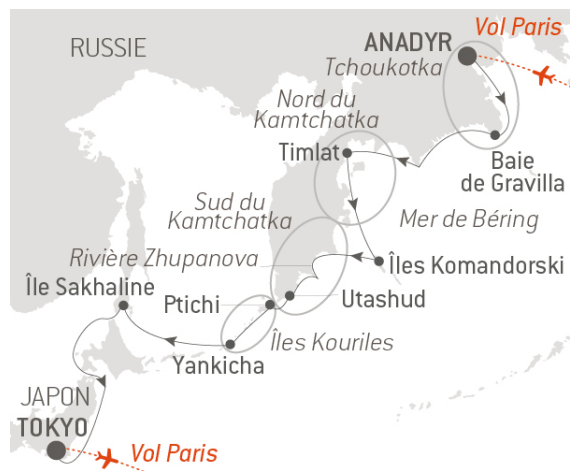 RUSSIE
ANADYR
Vol Paris
Tchoukotka
Nord du
Kamtchatka
Timlat
Baie
de Gravilla
Sud du
Kamtchatka
Mer de Béring
Rivière Zhupanova
Îles Komandorski
Île Sakhaline
Ptichi
Utashud
Îles Kouriles
Yankicha
JAPON
TOKYO
Vol Paris